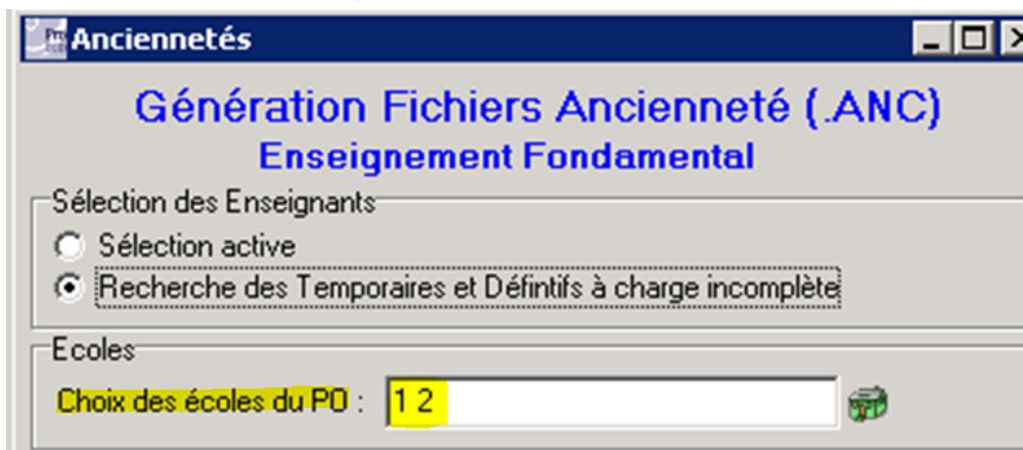 Anciennetés
Génération Fichiers Ancienneté (.ANC)
Enseignement Fondamental
Sélection des Enseignants
Sélection active
Recherche des Temporaires et Défintifs à charge incomplète
Ecoles
Choix des écoles du PO : 1 2